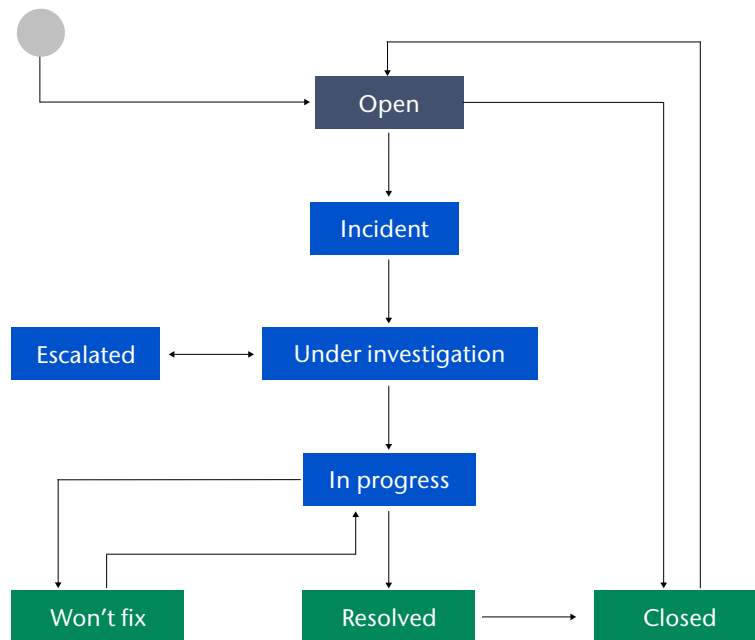 Open
Incident
Escalated
Under investigation
In progress
Won’t fix
Resolved
Closed